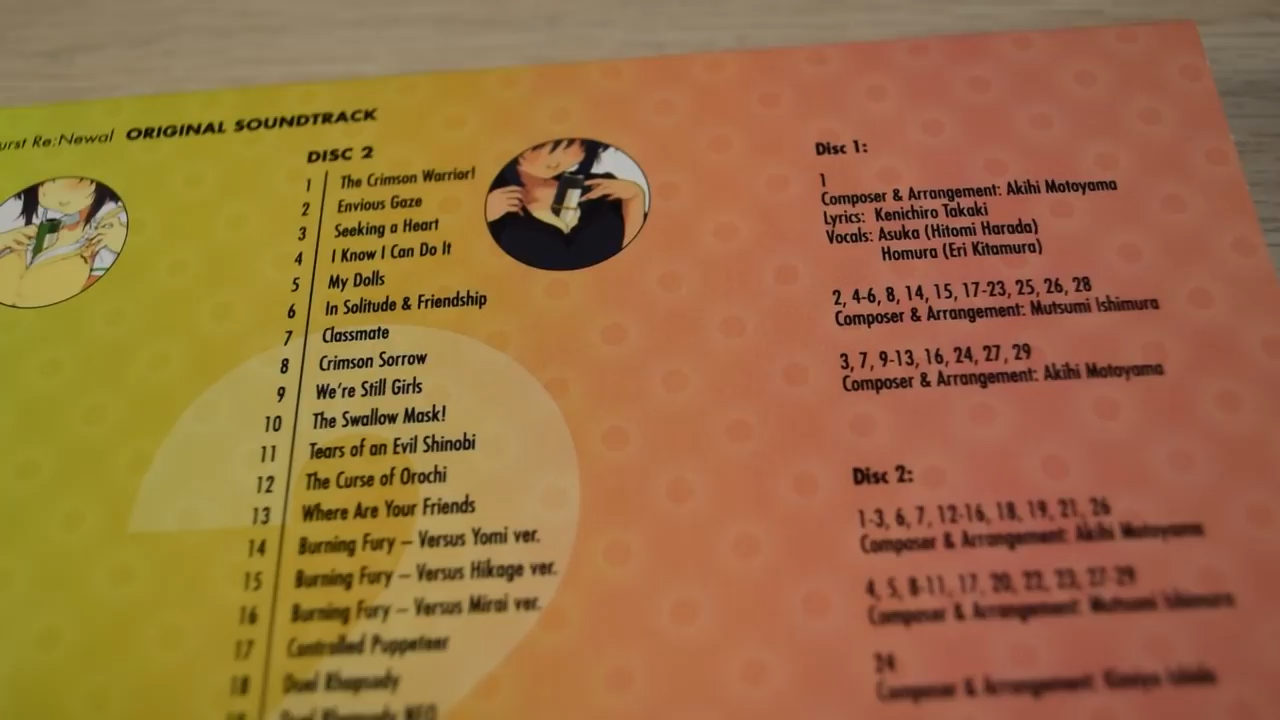 urst Re:Newal ORIGINAL SOUNDTRACK
DISC 2
1 The Crimson Warrior!
2 Envious Gaze
3 Seeking a Heart
4 I Know I Can Do It
5 My Dolls
6 In Solitude & Friendship
7 Classmate
8 Crimson Sorrow
9 We're Still Girls
10 The Swallow Mask!
11 Tears of an Evil Shinobi
12 The Curse of Orochi
13 Where Are Your Friends
14 Burning Fury – Versus Yomi ver.
15 Burning Fury – Versus Hikage ver.
16 Burning Fury – Versus Mirai ver.
17 Controlled Puppeteer
18 Duel Rhapsody
Duel Rhapsody NEO
Disc 1:
1
Composer & Arrangement: Akihi Motoyama
Lyrics: Kenichiro Takaki
Vocals: Asuka (Hitomi Harada)
Homura (Eri Kitamura)
2, 4-6, 8, 14, 15, 17-23, 25, 26, 28
Composer & Arrangement: Mutsumi Ishimura
3, 7, 9-13, 16, 24, 27, 29
Composer & Arrangement: Akihi Motoyama
Disc 2:
1-3, 6, 7, 12-16, 18, 19, 21, 26
Composer & Arrangement: Akihi Motoyama
4, 5, 8-11, 17, 20, 22, 23, 27-29
Composer & Arrangement: Mutsumi Ishimura
24
Composer & Arrangement: